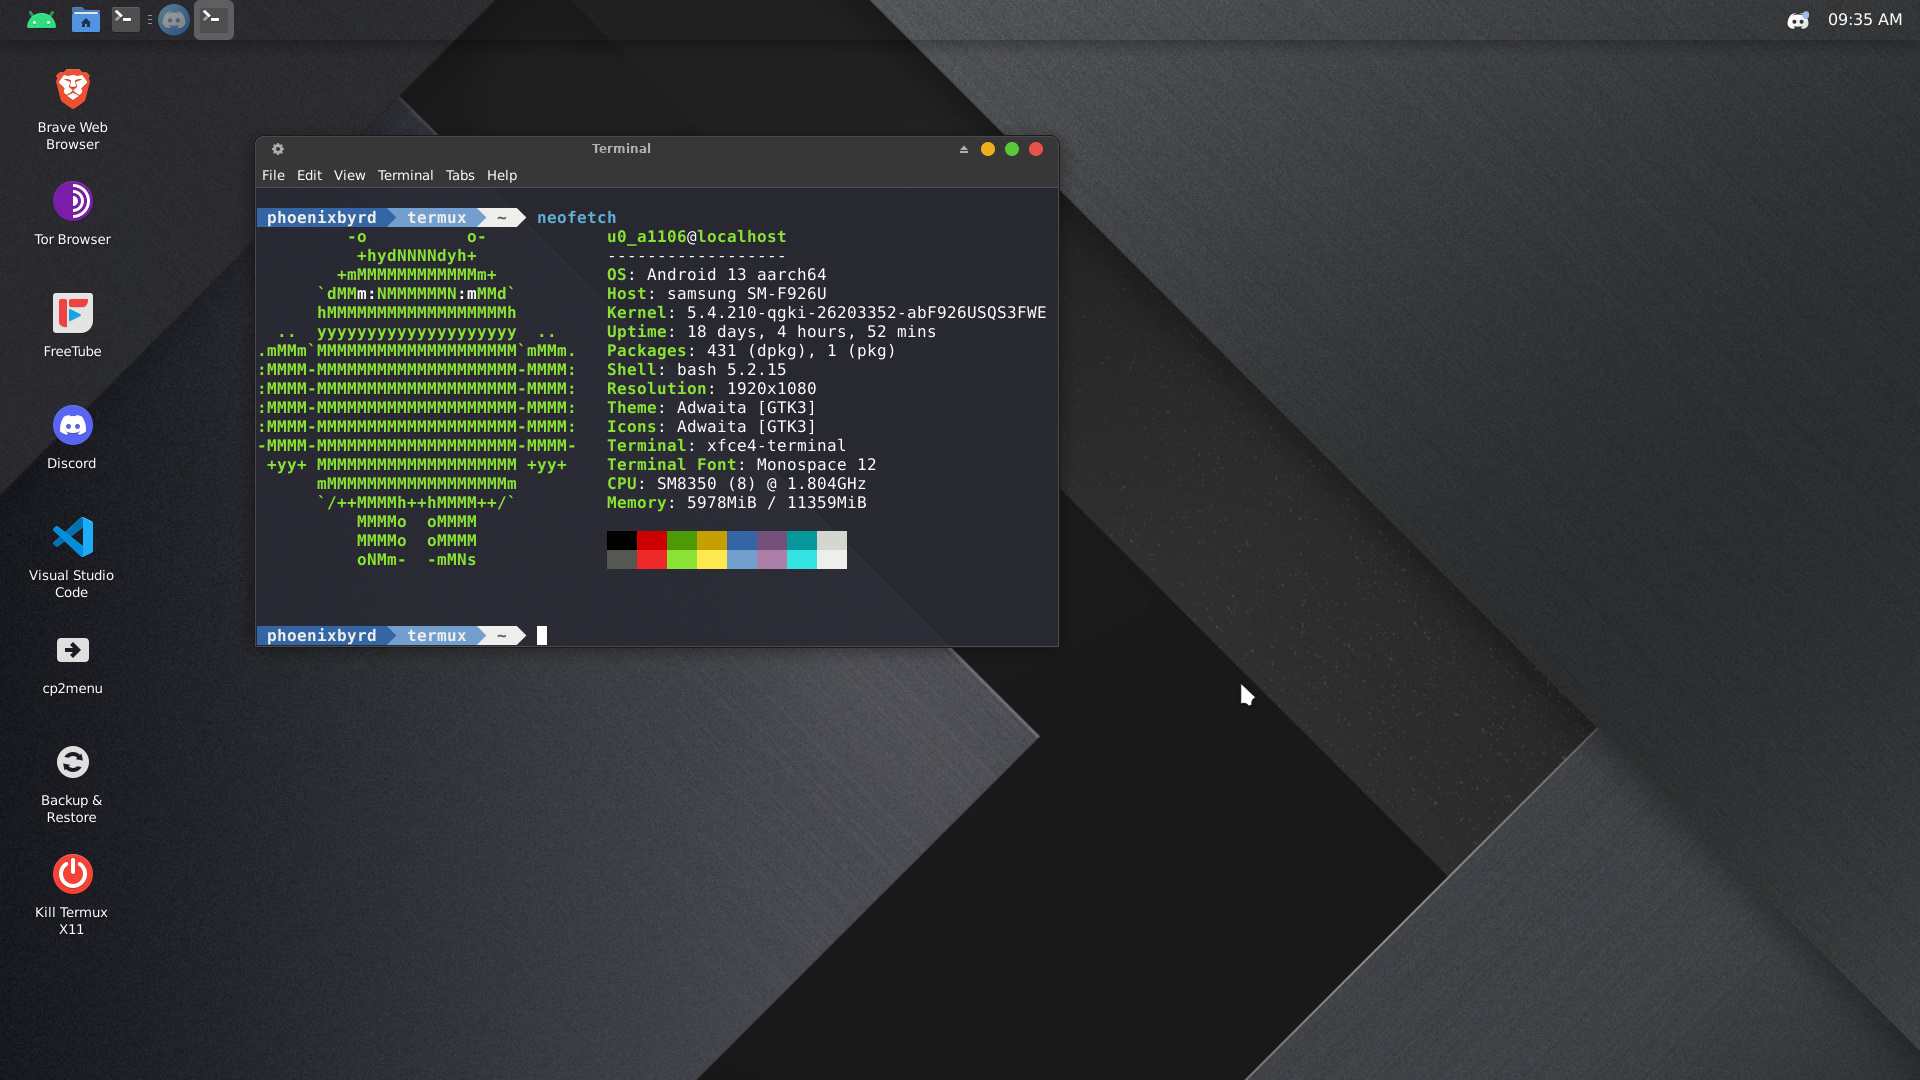 09:35 AM
Brave Web
Browser
Tor Browser
FreeTube
Discord
Visual Studio
Code
cp2menu
Backup &
Restore
Kill Termux
X11
Terminal
File Edit View Terminal Tabs Help
phoenixbyrd termux ~ neofetch
-o o- u0_a1106@localhost
+hydNNNNdyh+ ------------------
+mMMMMMMMMMMMMm+ OS: Android 13 aarch64
`dMMm:NMMMMMMN:mMMd` Host: samsung SM-F926U
hMMMMMMMMMMMMMMMMMMh Kernel: 5.4.210-qgki-26203352-abF926USQS3FWE
.. yyyyyyyyyyyyyyyyyyyy .. Uptime: 18 days, 4 hours, 52 mins
.mMMm`MMMMMMMMMMMMMMMMMMMM`mMMm. Packages: 431 (dpkg), 1 (pkg)
:MMMM-MMMMMMMMMMMMMMMMMMMM-MMMM: Shell: bash 5.2.15
:MMMM-MMMMMMMMMMMMMMMMMMMM-MMMM: Resolution: 1920x1080
:MMMM-MMMMMMMMMMMMMMMMMMMM-MMMM: Theme: Adwaita [GTK3]
:MMMM-MMMMMMMMMMMMMMMMMMMM-MMMM: Icons: Adwaita [GTK3]
-MMMM-MMMMMMMMMMMMMMMMMMMM-MMMM- Terminal: xfce4-terminal
+yy+ MMMMMMMMMMMMMMMMMMMM +yy+ Terminal Font: Monospace 12
mMMMMMMMMMMMMMMMMMMm CPU: SM8350 (8) @ 1.804GHz
`/++MMMMh++hMMMM++/` Memory: 5978MiB / 11359MiB
MMMMo oMMMM
MMMMo oMMMM
oNMm- -mMNs
phoenixbyrd termux ~